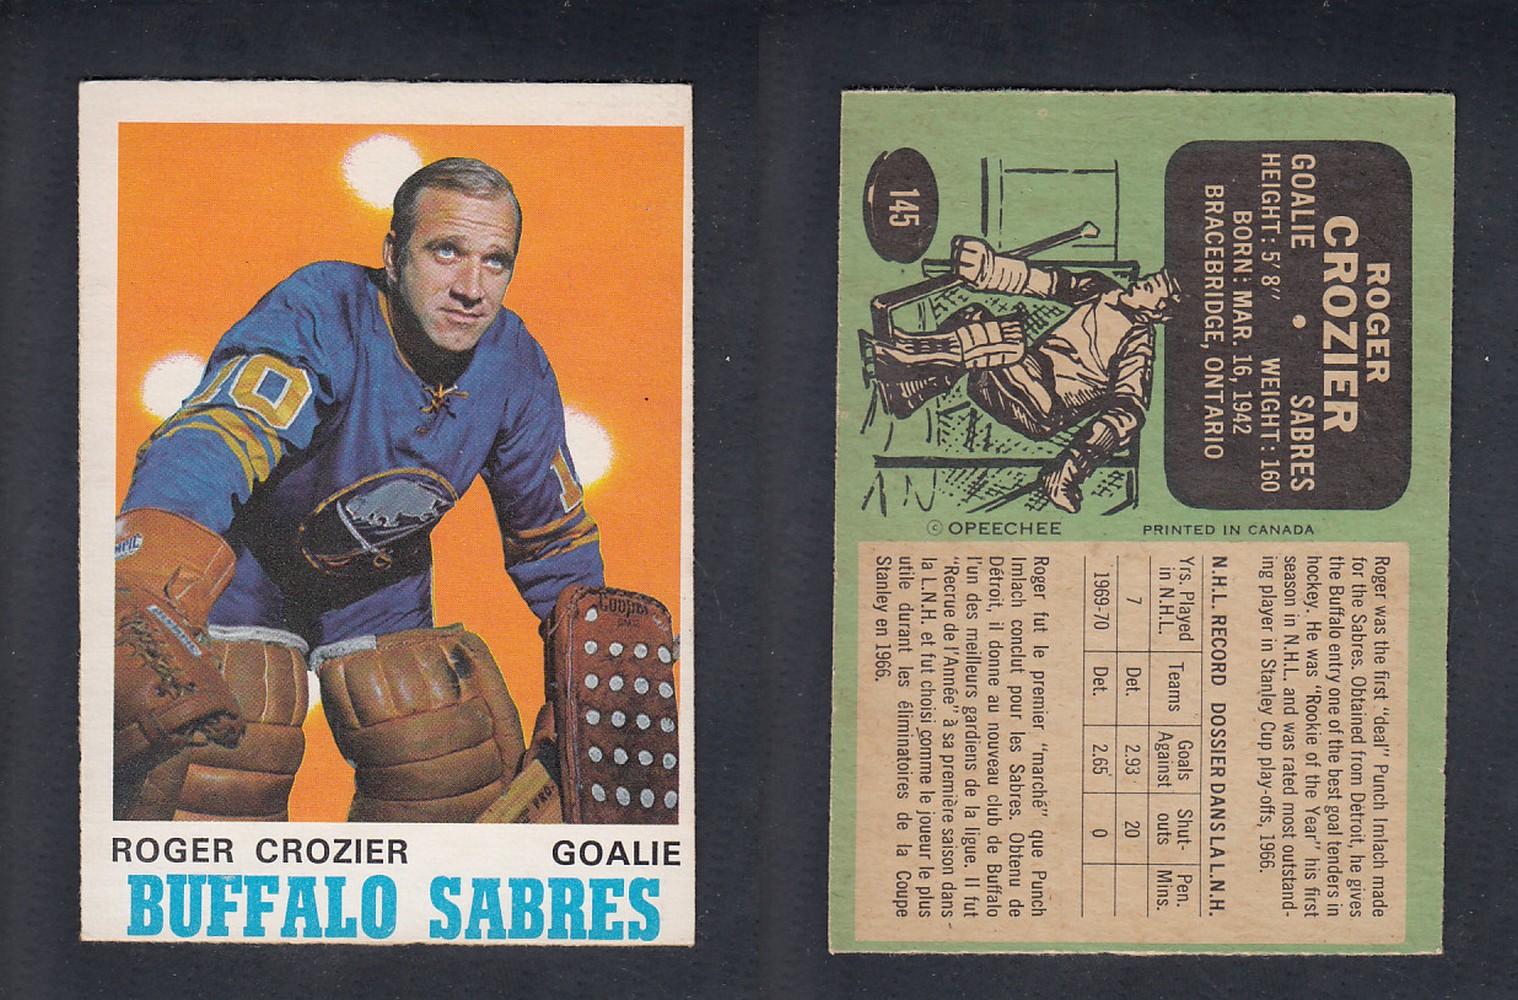 10
1
Cooper
GM12
PRO-
ROGER CROZIER GOALIE
BUFFALO SABRES
ROGER
CROZIER
GOALIE • SABRES
HEIGHT: 5' 8" WEIGHT: 160
BORN: MAR. 16, 1942
BRACEBRIDGE, ONTARIO
145
© OPEECHEE PRINTED IN CANADA
Roger was the first "deal" Punch Imlach made
for the Sabres. Obtained from Detroit, he gives
the Buffalo entry one of the best goal tenders in
hockey. He was "Rookie of the Year" his first
season in N.H.L. and was rated most outstand-
ing player in Stanley Cup play-offs, 1966.
N.H.L. RECORD DOSSIER DANS LA L.N.H.
Yrs. Played Teams Goals Shut- Pen.
in N.H.L. Against outs Mins.
7 Det. 2.93 20
1969-70 Det. 2.65 0
Roger fut le premier "marché" que Punch
Imlach conclut pour les Sabres. Obtenu de
Détroit, il donne au nouveau club de Buffalo
l'un des meilleurs gardiens de la ligue. Il fut
"Recrue de l'Année" à sa première saison dans
la L.N.H. et fut choisi comme le joueur le plus
utile durant les éliminatoires de la Coupe
Stanley en 1966.